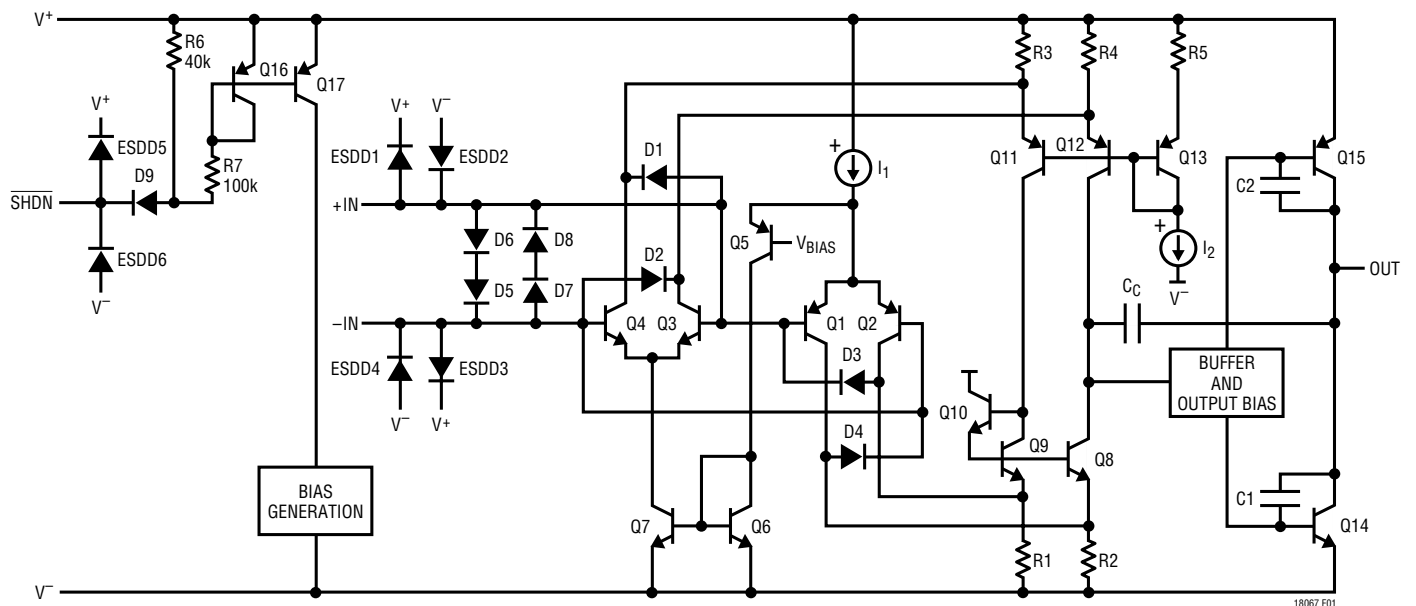 V+
R6
40k
R3
R4
R5
Q16
Q17
V+
V+
V−
ESDD5
ESDD1
ESDD2
D1
+
I1
Q11
Q12
Q13
Q15
D9
R7
100k
C2
SHDN
+IN
D6
D8
Q5
VBIAS
+
I2
ESDD6
D2
OUT
V−
D5
D7
V−
CC
−IN
Q4
Q3
Q1
Q2
ESDD4
ESDD3
D3
BUFFER
AND
OUTPUT BIAS
V−
V+
Q10
D4
Q9
Q8
BIAS
GENERATION
C1
Q7
Q6
Q14
R1
R2
V−
18067 F01